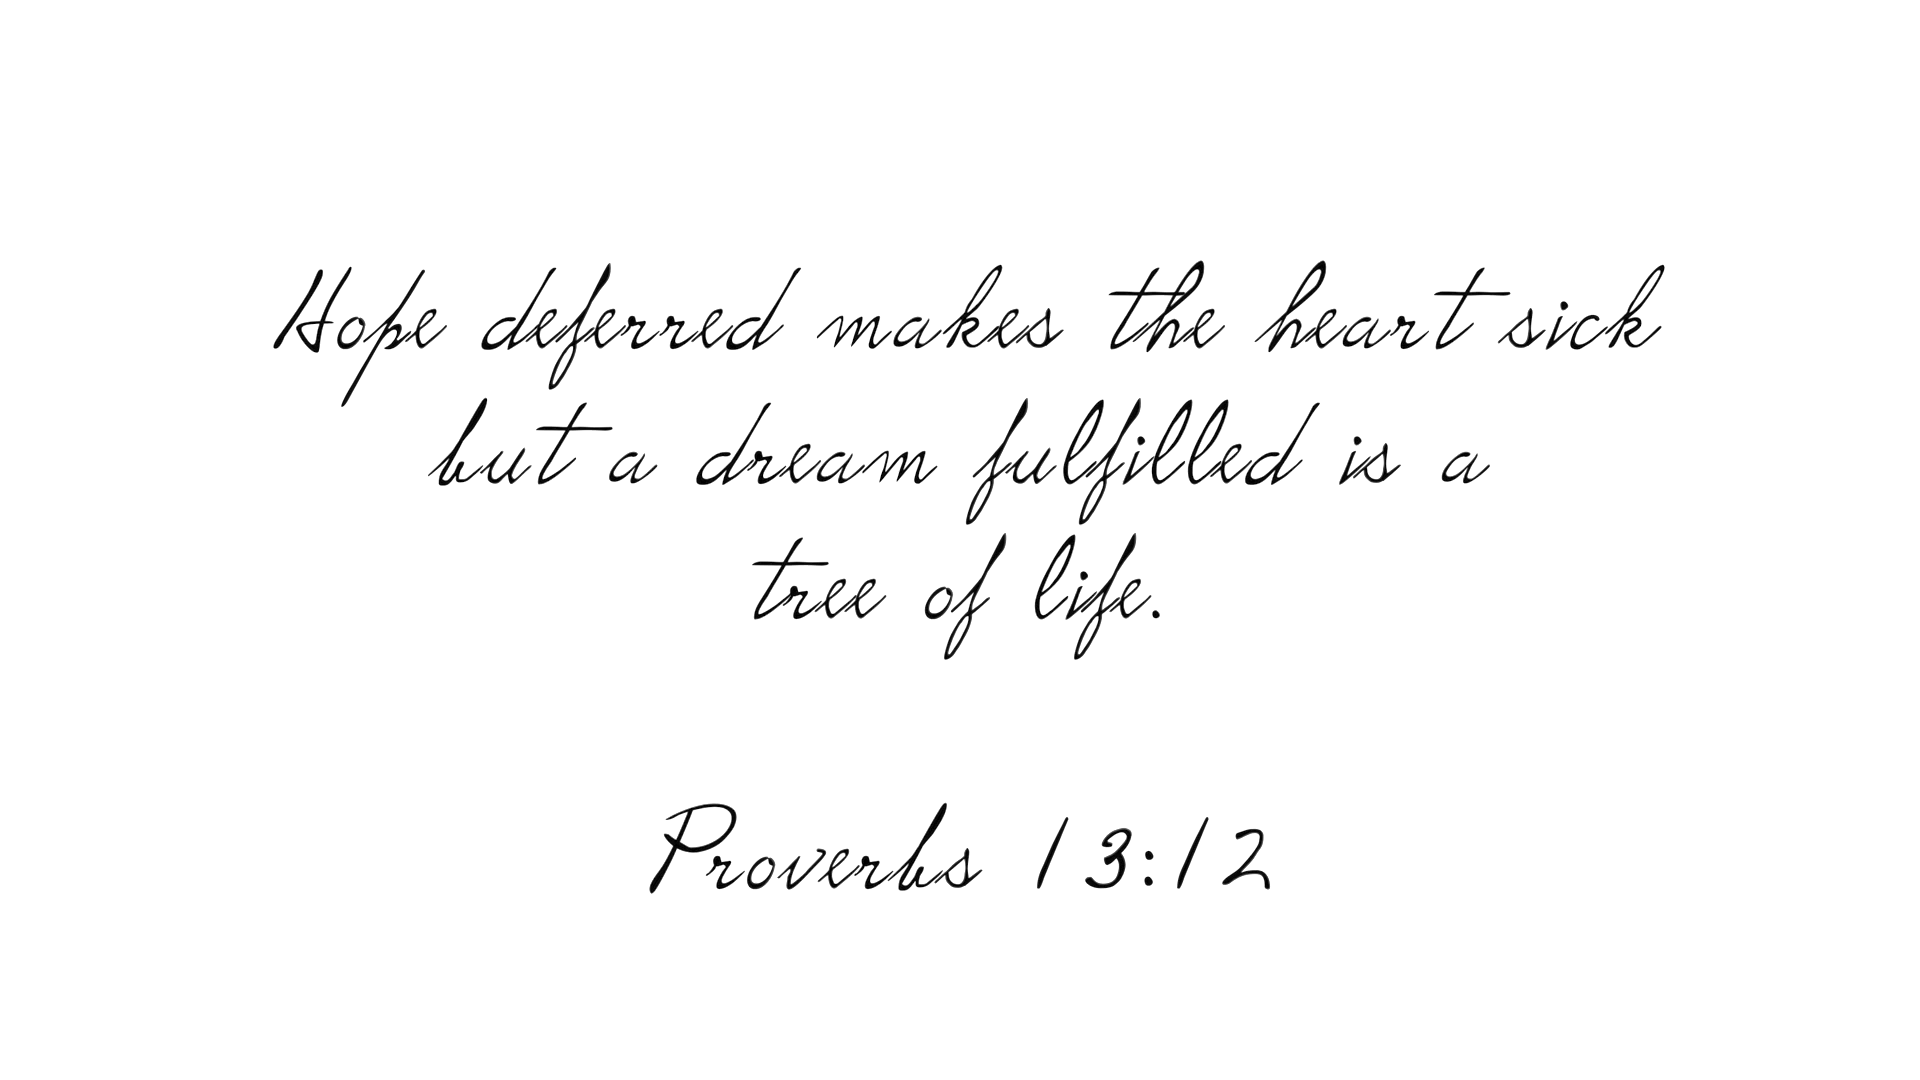 Hope deferred makes the heart sick
but a dream fulfilled is a
tree of life.
Proverbs 13:12